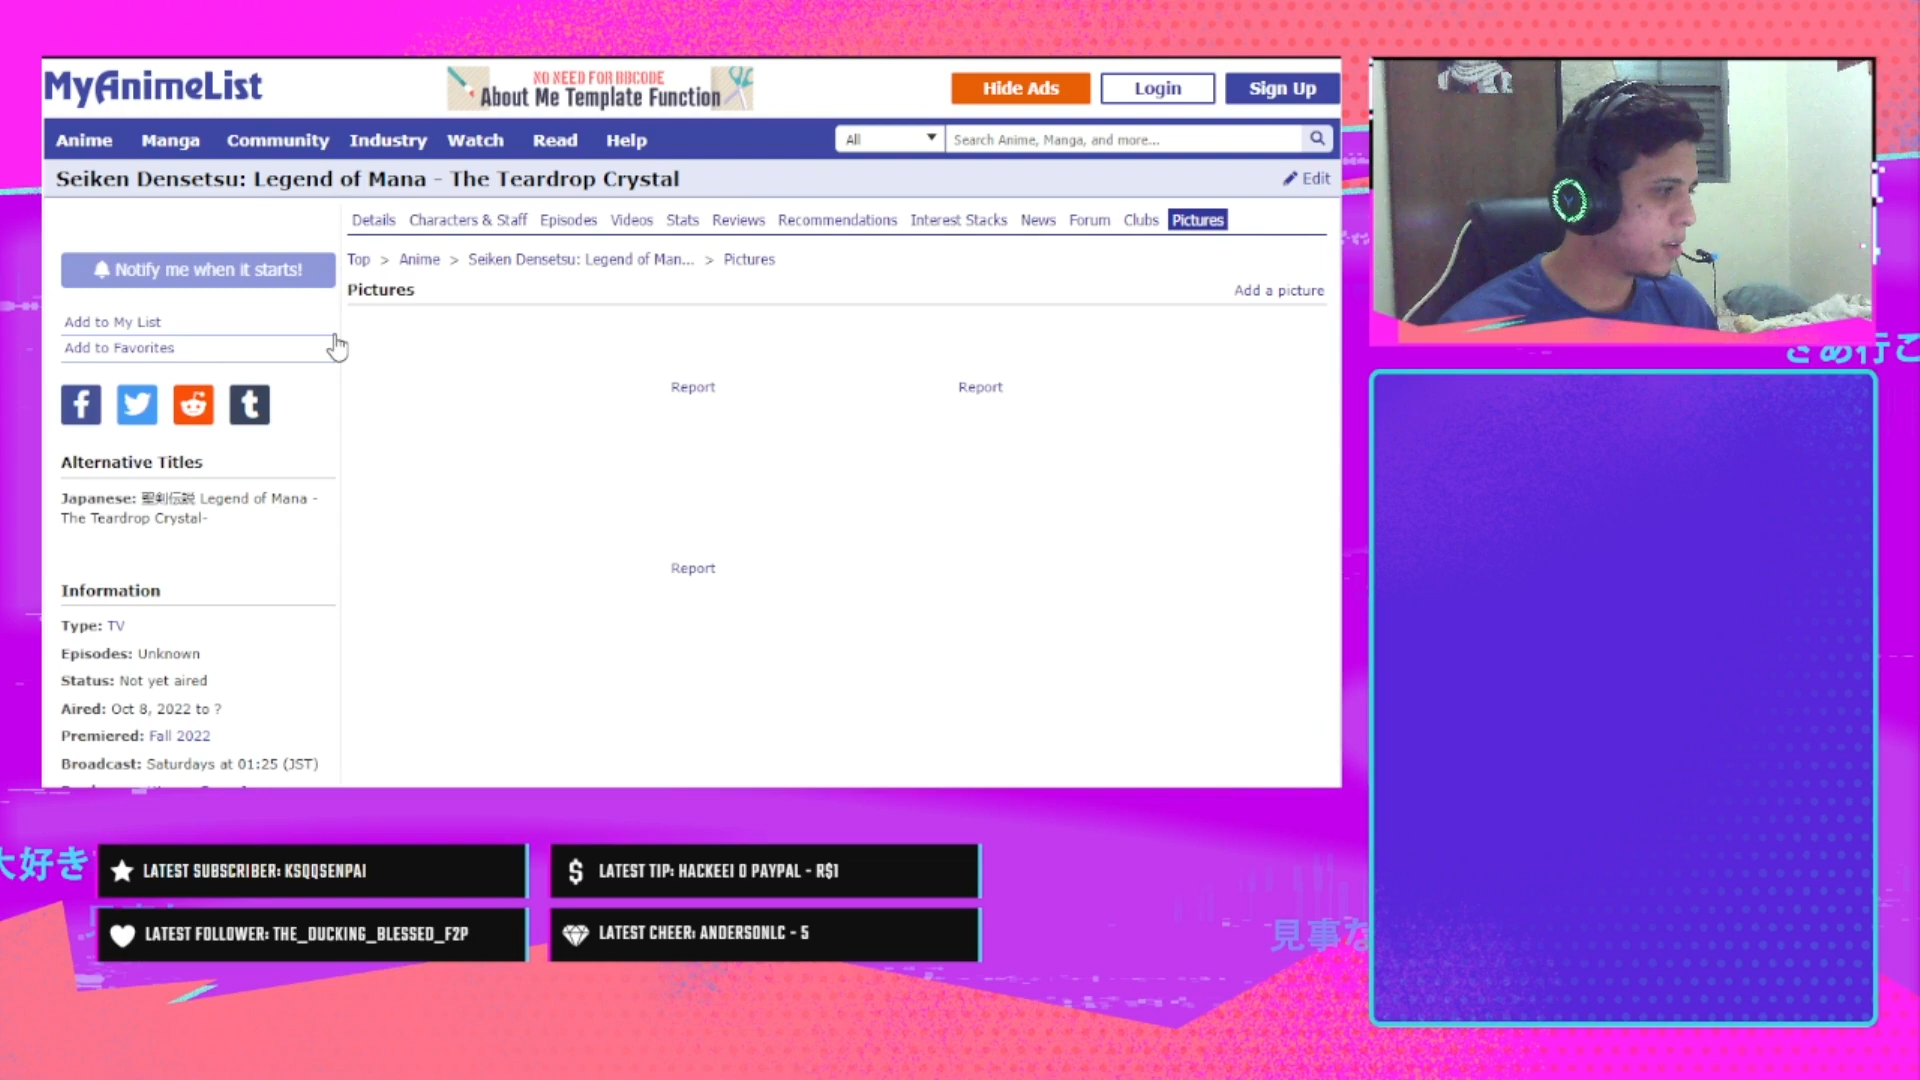 MyAnimeList
NO NEED FOR BBCODE
About Me Template Function
Hide Ads
Login
Sign Up
Anime
Manga
Community
Industry
Watch
Read
Help
All
Search Anime, Manga, and more...
Seiken Densetsu: Legend of Mana - The Teardrop Crystal
Edit
Details
Characters & Staff
Episodes
Videos
Stats
Reviews
Recommendations
Interest Stacks
News
Forum
Clubs
Pictures
Notify me when it starts!
Top > Anime > Seiken Densetsu: Legend of Man... > Pictures
Pictures
Add a picture
Add to My List
Add to Favorites
Report
Report
Report
Alternative Titles
Japanese: 聖剣伝説 Legend of Mana -
The Teardrop Crystal-
Information
Type: TV
Episodes: Unknown
Status: Not yet aired
Aired: Oct 8, 2022 to ?
Premiered: Fall 2022
Broadcast: Saturdays at 01:25 (JST)
大好き
LATEST SUBSCRIBER: KSQQSENPAI
LATEST TIP: HACKEEI O PAYPAL - R$1
LATEST FOLLOWER: THE_DUCKING_BLESSED_F2P
LATEST CHEER: ANDERSONLC - 5
見事な